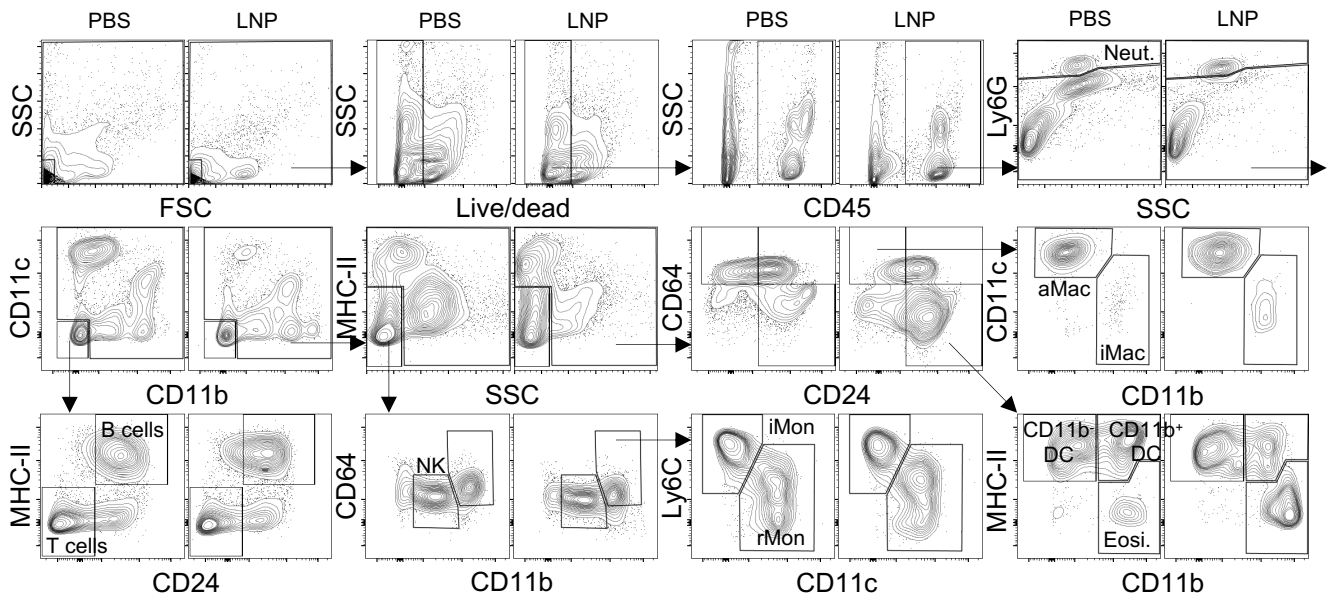 PBS LNP PBS LNP PBS LNP PBS LNP
SSC SSC SSC Ly6G Neut.
FSC Live/dead CD45 SSC
CD11c MHC-II CD64 CD11c aMac iMac
CD11b SSC CD24 CD11b
MHC-II B cells T cells CD64 NK Ly6C iMon rMon MHC-II CD11b- DC CD11b+ DC Eosi.
CD24 CD11b CD11c CD11b